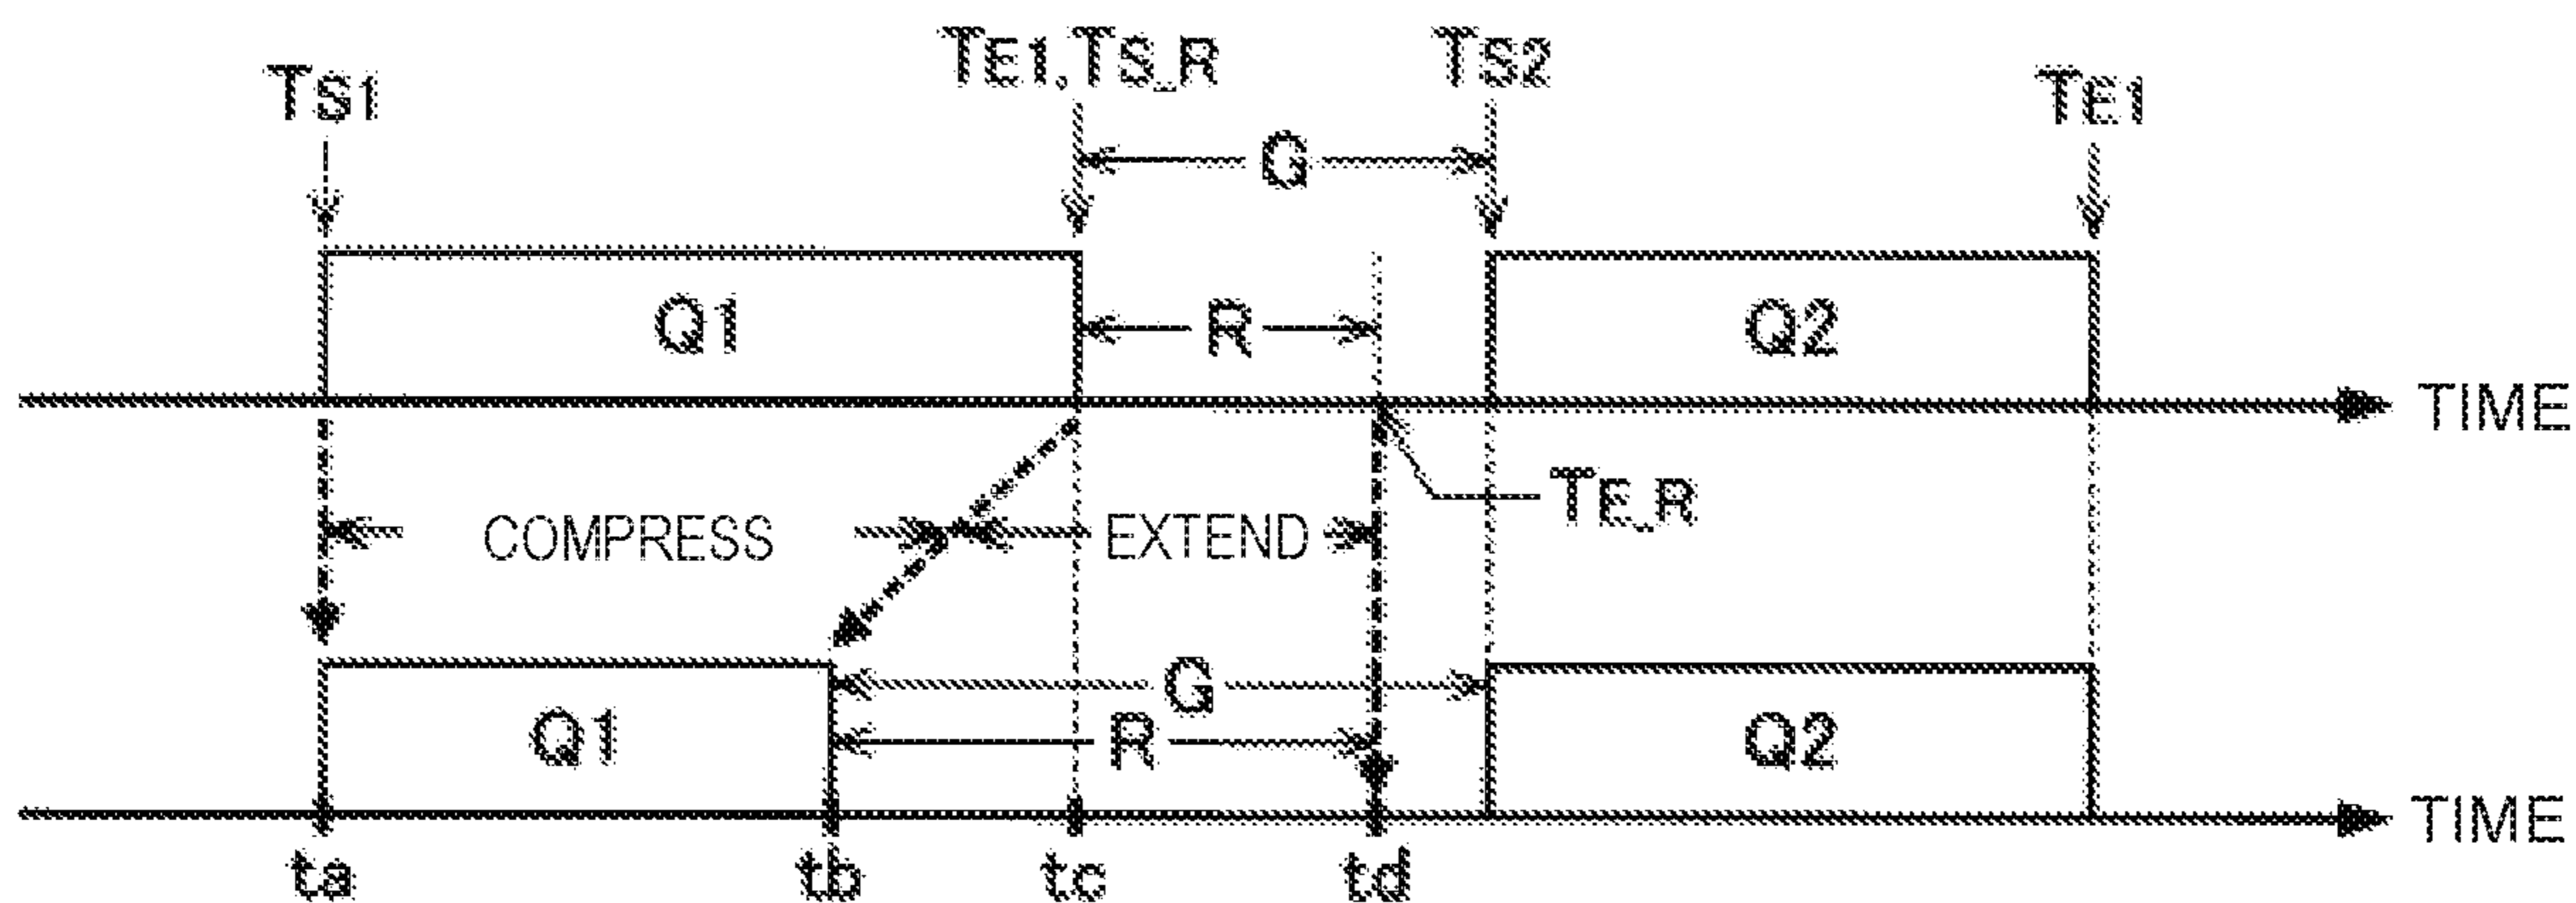 TS1 TE1,TS_R TS2 TE1
G
Q1 R Q2
TIME
TE_R
COMPRESS EXTEND
G
Q1 R Q2
TIME
ta tb tc td